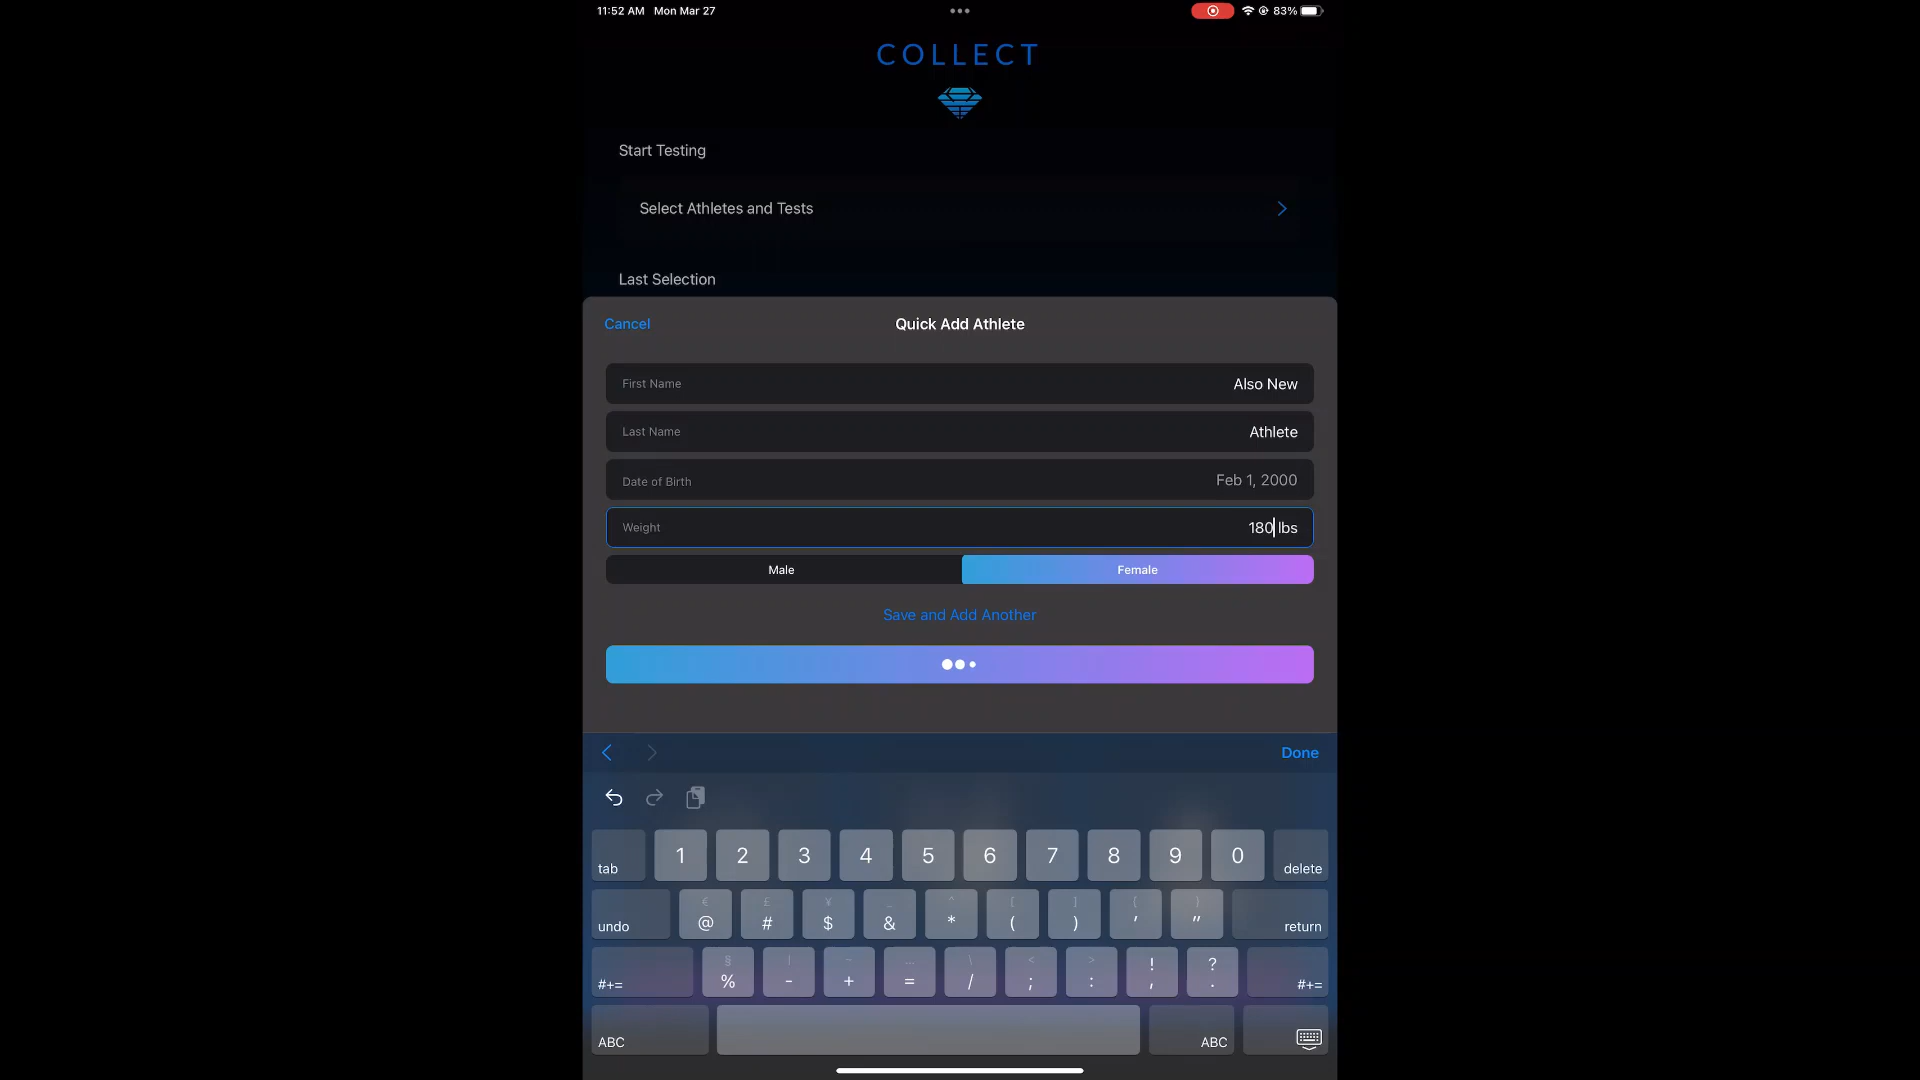 11:52 AM Mon Mar 27
83%
COLLECT
Start Testing
Select Athletes and Tests
Last Selection
Cancel
Quick Add Athlete
First Name
Also New
Last Name
Athlete
Date of Birth
Feb 1, 2000
Weight
180 lbs
Male
Female
Save and Add Another
Done
tab 1 2 3 4 5 6 7 8 9 0 delete
€ £ ¥ _ ^ [ ] { }
undo @ # $ & * ( ) ' " return
§ | ~ … \ < > ! ?
#+= % - + = / ; : , . #+=
ABC ABC